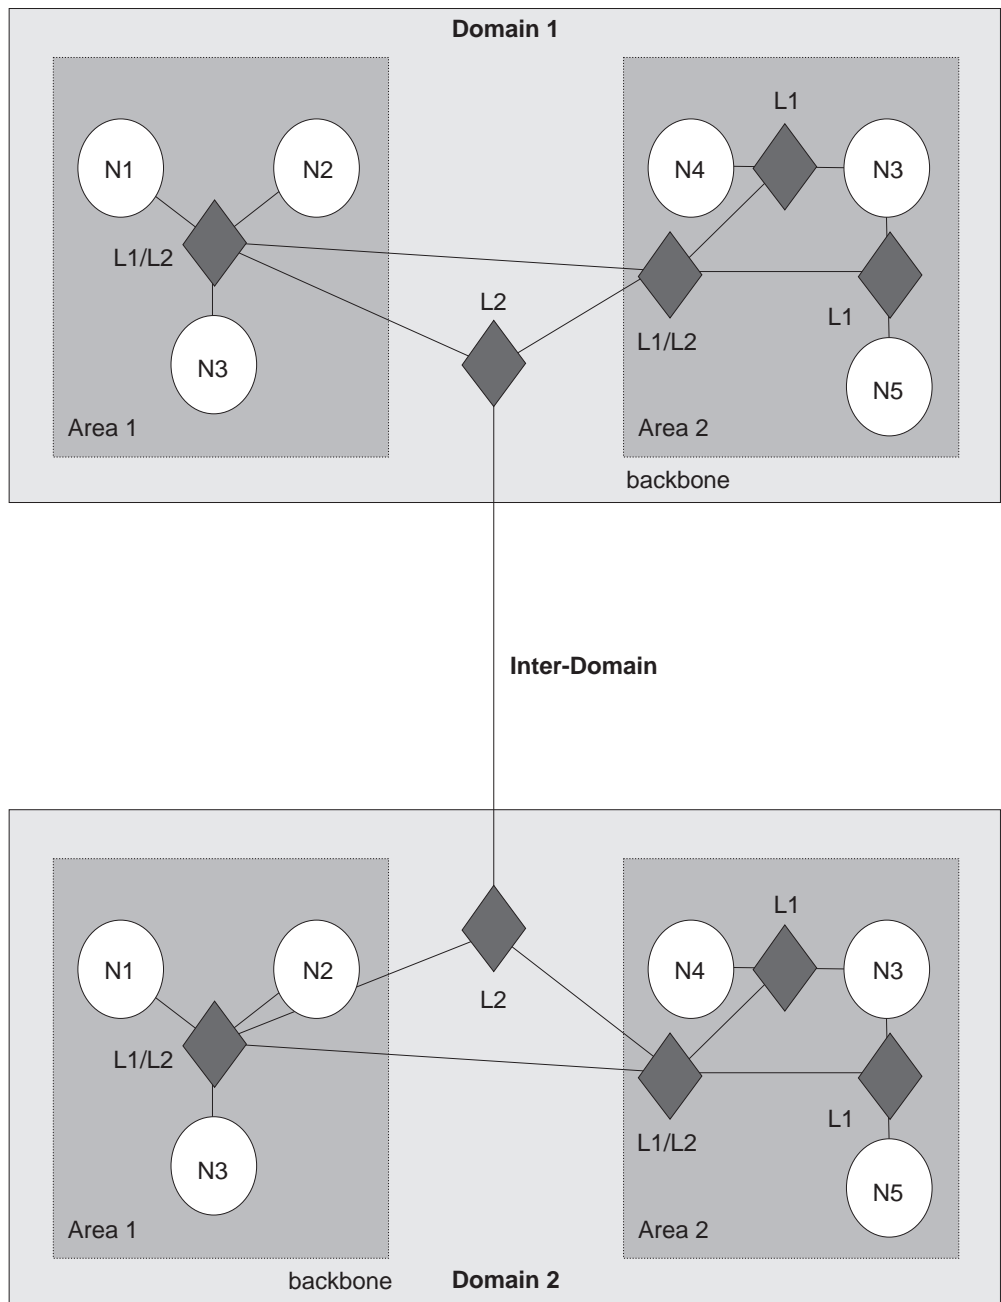 Domain 1
L1
N1
N2
N4
N3
L1/L2
L2
L1
L1/L2
N3
N5
Area 1
Area 2
backbone
Inter-Domain
L1
N1
N2
N4
N3
L2
L1/L2
L1
L1/L2
N3
N5
Area 1
Area 2
backbone
Domain 2